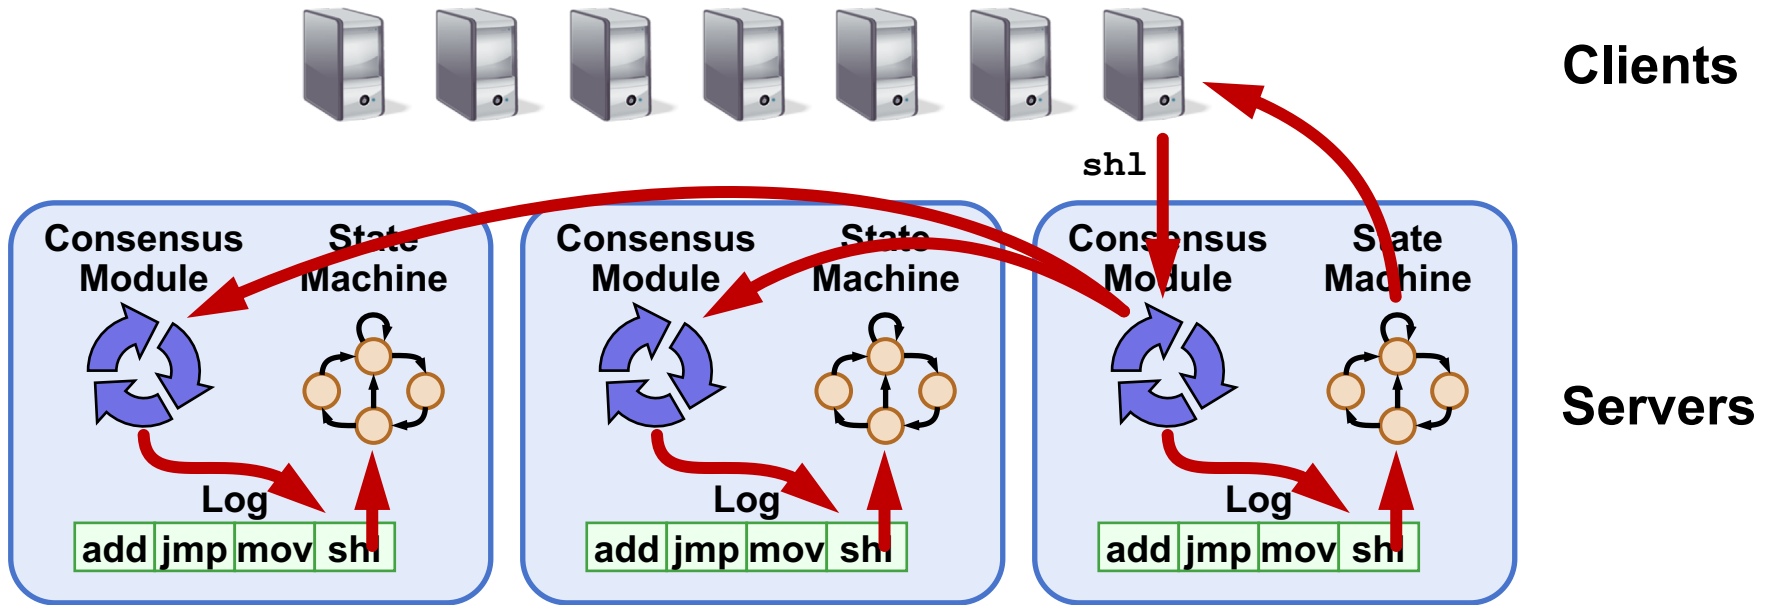 Clients
shl
Consensus Module
State Machine
Consensus Module
State Machine
Consensus Module
State Machine
Servers
Log
Log
Log
add jmp mov shl
add jmp mov shl
add jmp mov shl